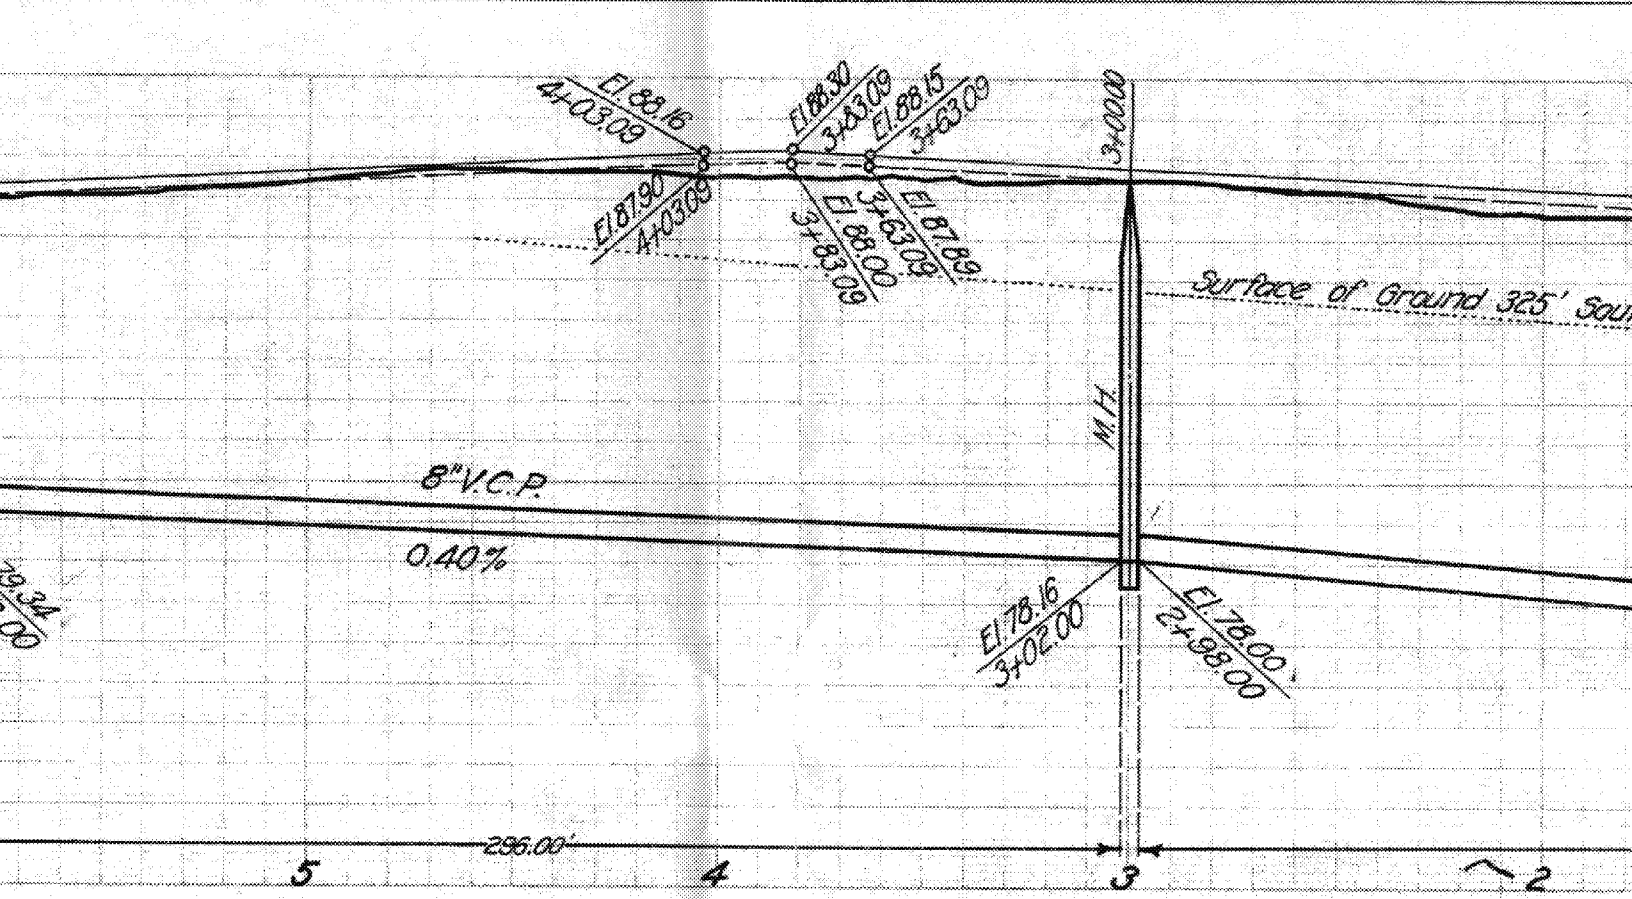 El. 88.16
4+03.09
El. 88.30
3+83.09
El. 88.15
3+63.09
3+00.00
El. 87.90
4+03.09
El. 88.00
3+83.09
El. 87.89
3+63.09
Surface of Ground 325' Sou
M.H.
8" V.C.P.
0.40%
9.34
.00
El. 78.16
3+02.00
El. 78.00
2+98.00
296.00'
5 4 3 2